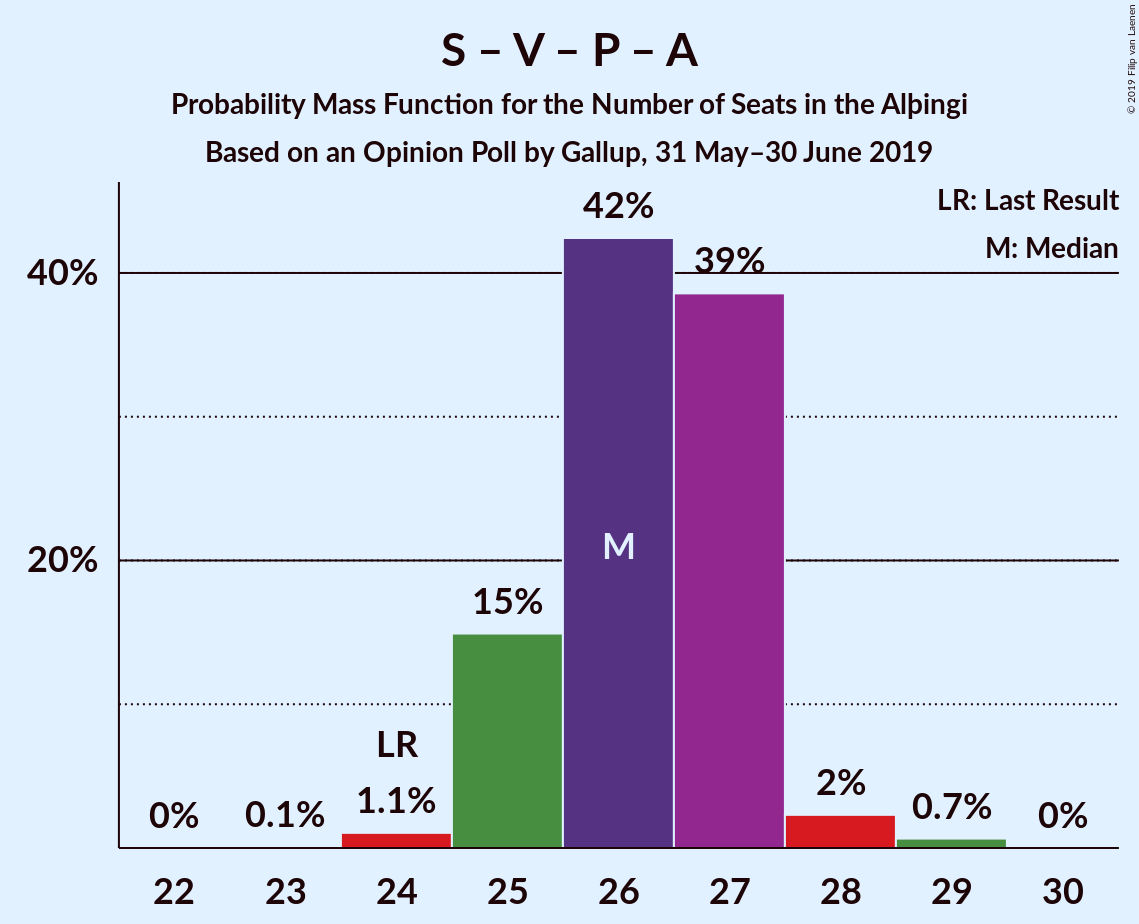 S – V – P – A
Probability Mass Function for the Number of Seats in the Alþingi
Based on an Opinion Poll by Gallup, 31 May–30 June 2019
© 2019 Filip van Laenen
LR: Last Result
M: Median
40%
20%
0%
0.1%
LR
1.1%
15%
42%
M
39%
2%
0.7%
0%
22 23 24 25 26 27 28 29 30